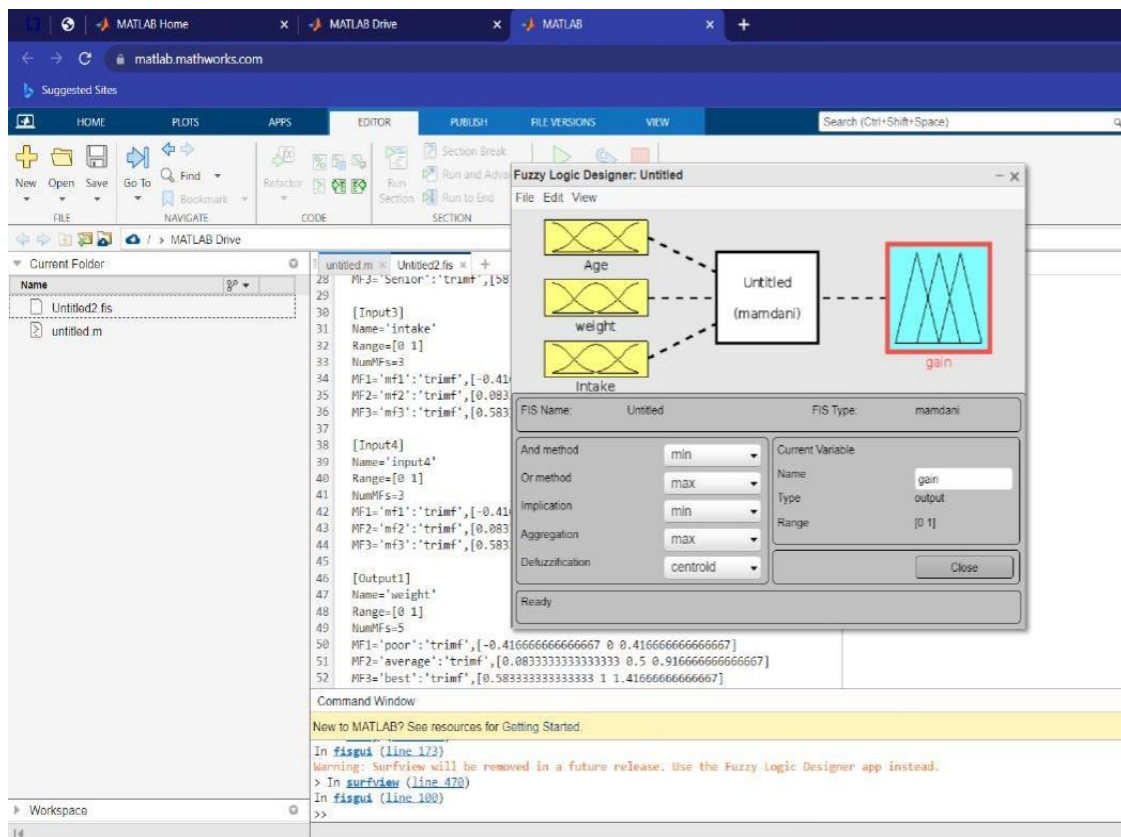 MATLAB Home × MATLAB Drive × MATLAB × +
matlab.mathworks.com
Suggested Sites
HOME PLOTS APPS EDITOR PUBLISH FILE VERSIONS VIEW Search (Ctrl+Shift+Space)
New Open Save Go To Find Bookmark Refactor Run Section Section Break Run and Adva Run to End
FILE NAVIGATE CODE SECTION
/ > MATLAB Drive
Current Folder
Name
Untitled2.fis
untitled.m
Workspace
untitled.m × Untitled2.fis × +
28 MF3='Senior':'trimf',[58
29
30 [Input3]
31 Name='intake'
32 Range=[0 1]
33 NumMFs=3
34 MF1='mf1':'trimf',[-0.41
35 MF2='mf2':'trimf',[0.083
36 MF3='mf3':'trimf',[0.583
37
38 [Input4]
39 Name='input4'
40 Range=[0 1]
41 NumMFs=3
42 MF1='mf1':'trimf',[-0.41
43 MF2='mf2':'trimf',[0.083
44 MF3='mf3':'trimf',[0.583
45
46 [Output1]
47 Name='weight'
48 Range=[0 1]
49 NumMFs=5
50 MF1='poor':'trimf',[-0.416666666666667 0 0.416666666666667]
51 MF2='average':'trimf',[0.0833333333333333 0.5 0.916666666666667]
52 MF3='best':'trimf',[0.583333333333333 1 1.41666666666667]
Fuzzy Logic Designer: Untitled
File Edit View
Age
weight
Intake
Untitled
(mamdani)
gain
FIS Name: Untitled FIS Type: mamdani
And method min
Or method max
Implication min
Aggregation max
Defuzzification centroid
Current Variable
Name gain
Type output
Range [0 1]
Close
Ready
Command Window
New to MATLAB? See resources for Getting Started.
In fisgui (line 173)
Warning: Surfview will be removed in a future release. Use the Fuzzy Logic Designer app instead.
> In surfview (line 470)
In fisgui (line 100)
>>